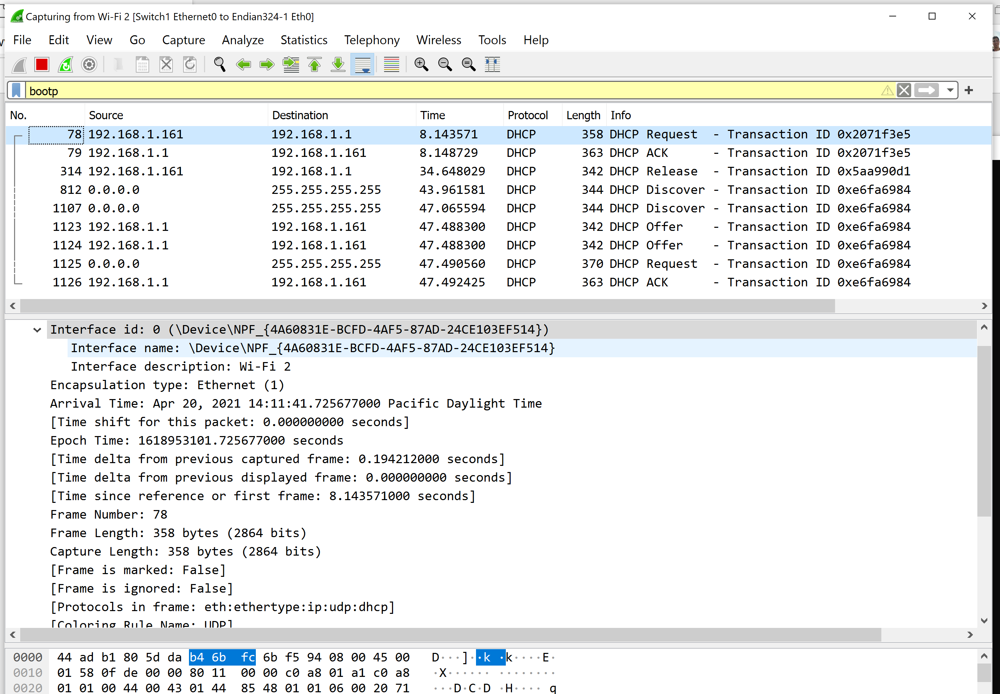 Capturing from Wi-Fi 2 [Switch1 Ethernet0 to Endian324-1 Eth0]
File Edit View Go Capture Analyze Statistics Telephony Wireless Tools Help
bootp
No. Source Destination Time Protocol Length Info
78 192.168.1.161 192.168.1.1 8.143571 DHCP 358 DHCP Request - Transaction ID 0x2071f3e5
79 192.168.1.1 192.168.1.161 8.148729 DHCP 363 DHCP ACK - Transaction ID 0x2071f3e5
314 192.168.1.161 192.168.1.1 34.648029 DHCP 342 DHCP Release - Transaction ID 0x5aa990d1
812 0.0.0.0 255.255.255.255 43.961581 DHCP 344 DHCP Discover - Transaction ID 0xe6fa6984
1107 0.0.0.0 255.255.255.255 47.065594 DHCP 344 DHCP Discover - Transaction ID 0xe6fa6984
1123 192.168.1.1 192.168.1.161 47.488300 DHCP 342 DHCP Offer - Transaction ID 0xe6fa6984
1124 192.168.1.1 192.168.1.161 47.488300 DHCP 342 DHCP Offer - Transaction ID 0xe6fa6984
1125 0.0.0.0 255.255.255.255 47.490560 DHCP 370 DHCP Request - Transaction ID 0xe6fa6984
1126 192.168.1.1 192.168.1.161 47.492425 DHCP 363 DHCP ACK - Transaction ID 0xe6fa6984
Interface id: 0 (\Device\NPF_{4A60831E-BCFD-4AF5-87AD-24CE103EF514})
Interface name: \Device\NPF_{4A60831E-BCFD-4AF5-87AD-24CE103EF514}
Interface description: Wi-Fi 2
Encapsulation type: Ethernet (1)
Arrival Time: Apr 20, 2021 14:11:41.725677000 Pacific Daylight Time
[Time shift for this packet: 0.000000000 seconds]
Epoch Time: 1618953101.725677000 seconds
[Time delta from previous captured frame: 0.194212000 seconds]
[Time delta from previous displayed frame: 0.000000000 seconds]
[Time since reference or first frame: 8.143571000 seconds]
Frame Number: 78
Frame Length: 358 bytes (2864 bits)
Capture Length: 358 bytes (2864 bits)
[Frame is marked: False]
[Frame is ignored: False]
[Protocols in frame: eth:ethertype:ip:udp:dhcp]
[Coloring Rule Name: UDP]
0000 44 ad b1 80 5d da b4 6b fc 6b f5 94 08 00 45 00 D···]··k ·k····E·
0010 01 58 0f de 00 00 80 11 00 00 c0 a8 01 a1 c0 a8 ·X······ ········
0020 01 01 00 44 00 43 01 44 85 48 01 01 06 00 20 71 ···D·C·D ·H···· q